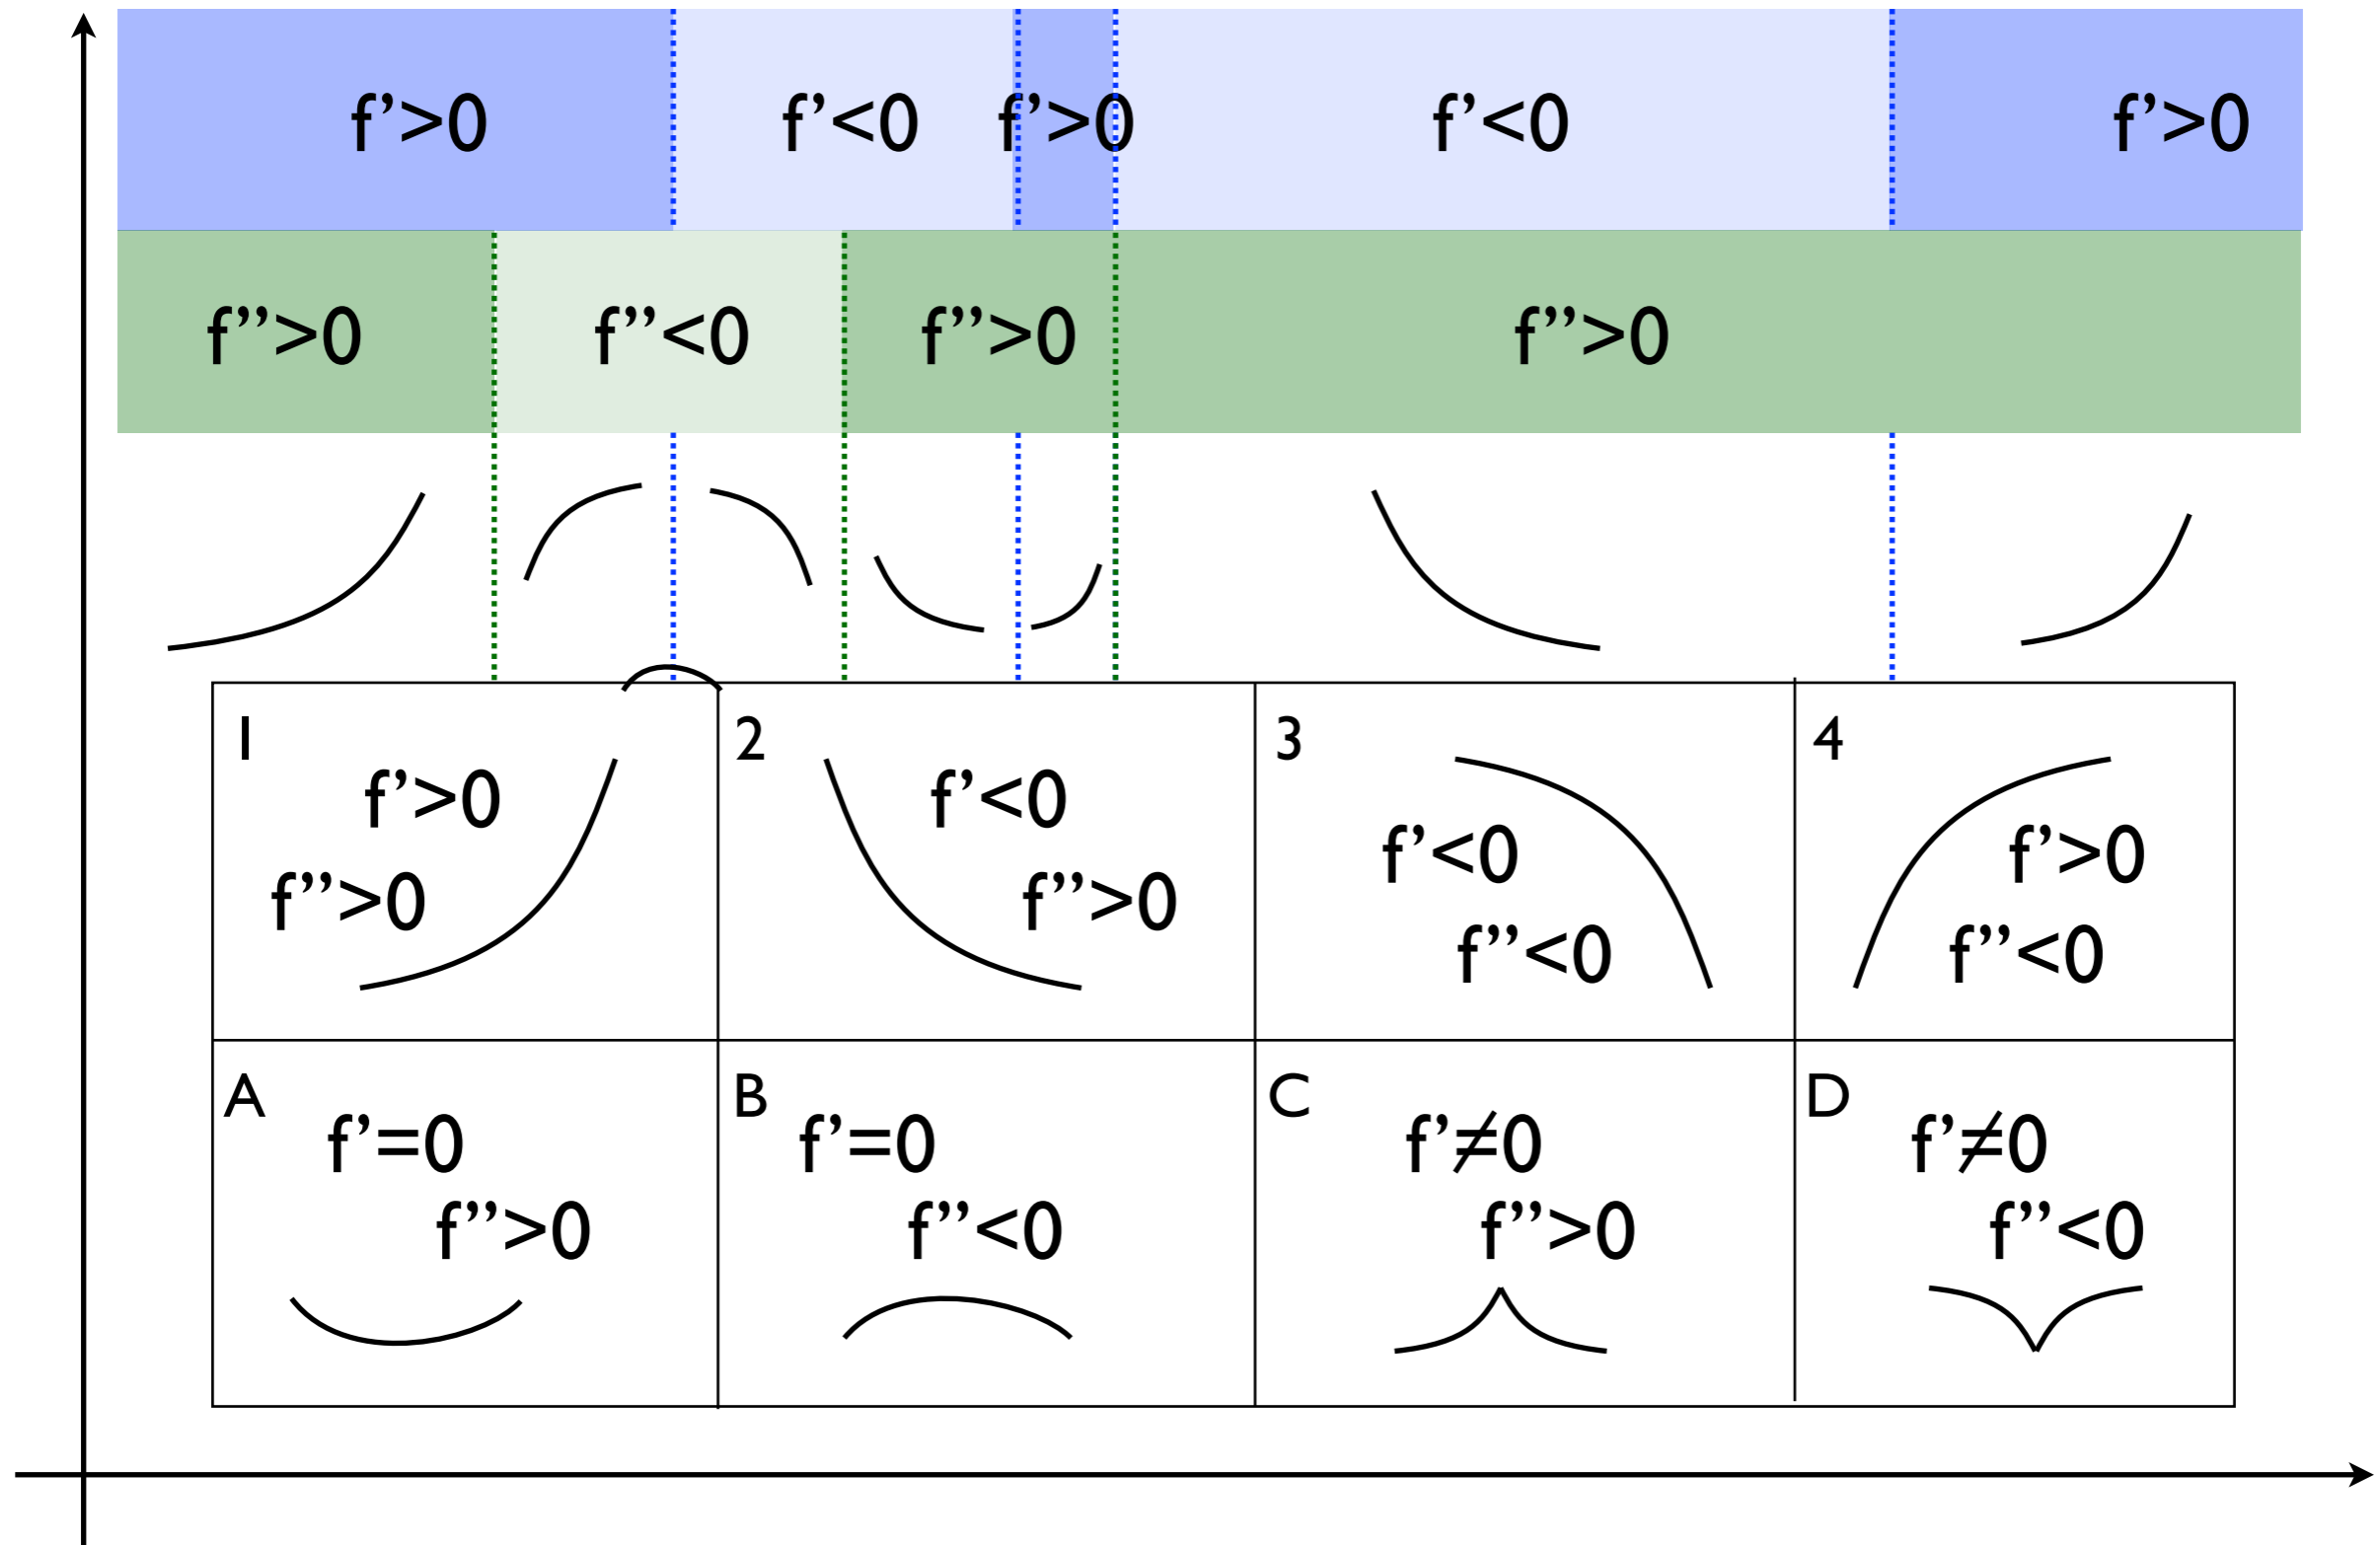 f’>0 f’<0 f’>0 f’<0 f’>0
f’’>0 f’’<0 f’’>0 f’’>0
1 2 3 4
f’>0 f’<0 f’<0 f’>0
f’’>0 f’’>0 f’’<0 f’’<0
A B C D
f’=0 f’=0 f’≠0 f’≠0
f’’>0 f’’<0 f’’>0 f’’<0